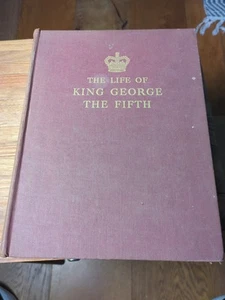 THE LIFE OF
KING GEORGE
THE FIFTH